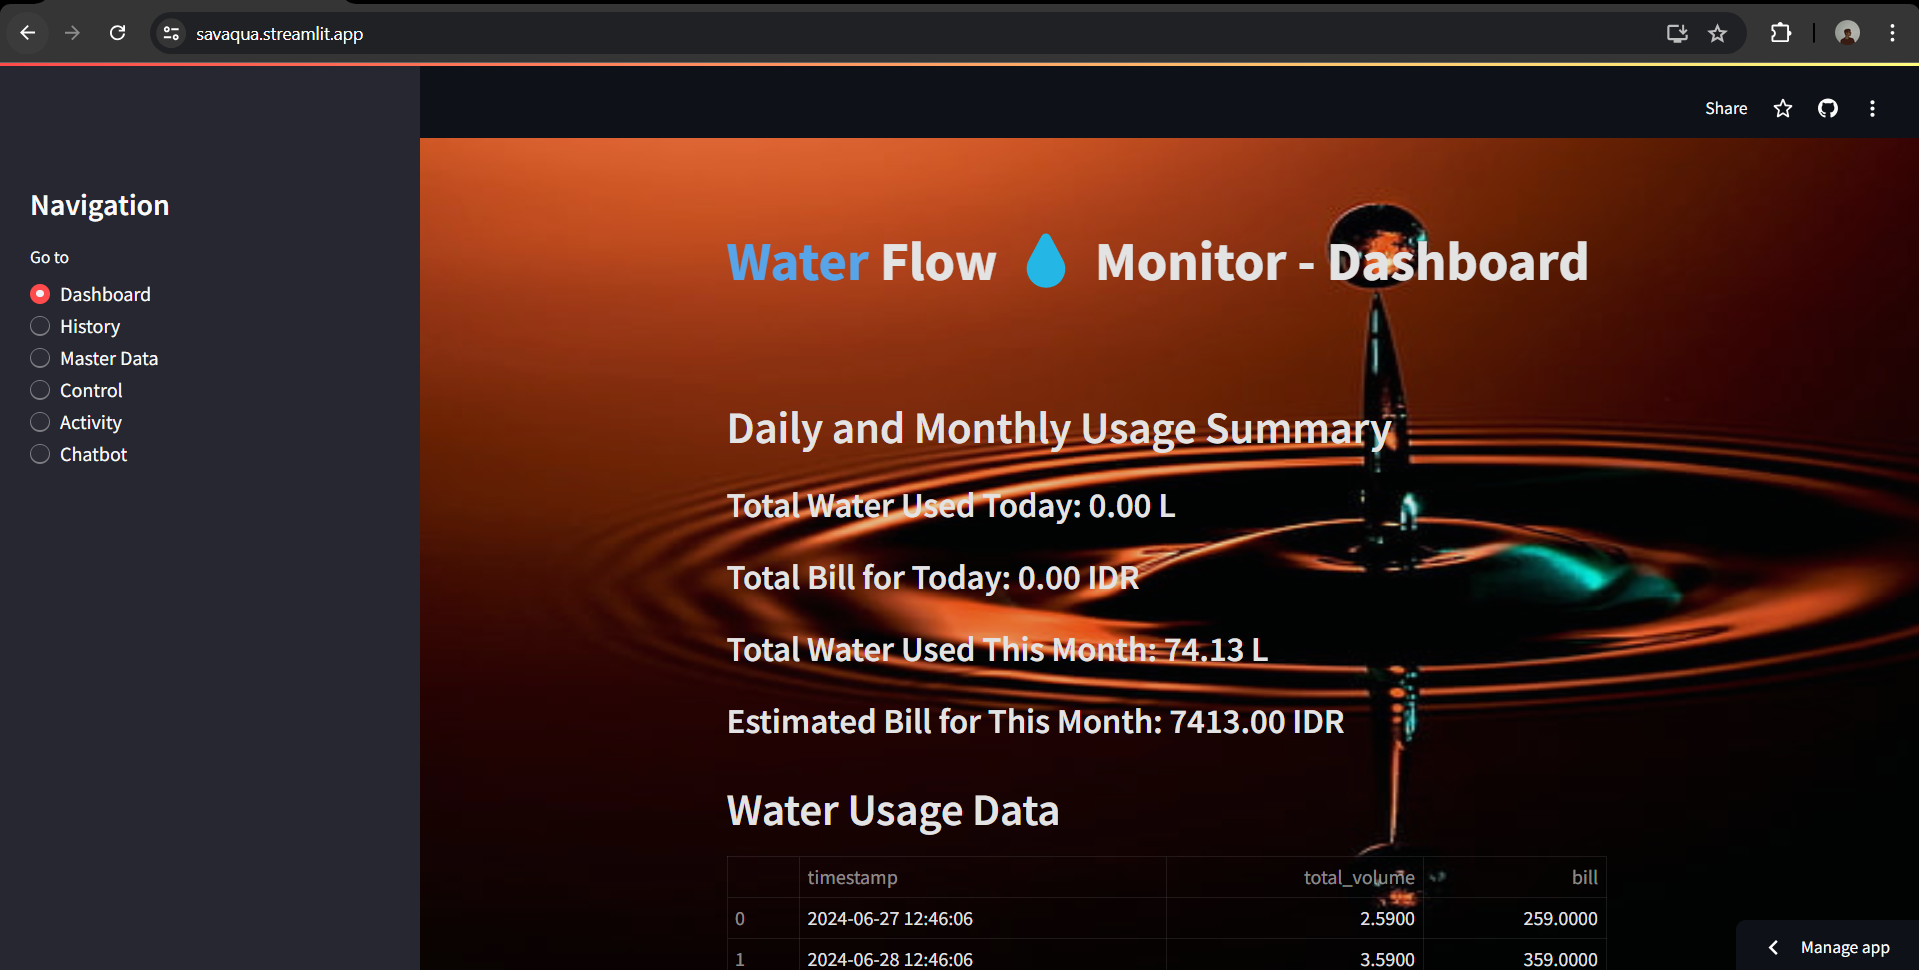 savaqua.streamlit.app
Share
Navigation
Go to
Dashboard
History
Master Data
Control
Activity
Chatbot
Water Flow 💧 Monitor - Dashboard
Daily and Monthly Usage Summary
Total Water Used Today: 0.00 L
Total Bill for Today: 0.00 IDR
Total Water Used This Month: 74.13 L
Estimated Bill for This Month: 7413.00 IDR
Water Usage Data
timestamp total_volume bill
0 2024-06-27 12:46:06 2.5900 259.0000
1 2024-06-28 12:46:06 3.5900 359.0000
Manage app